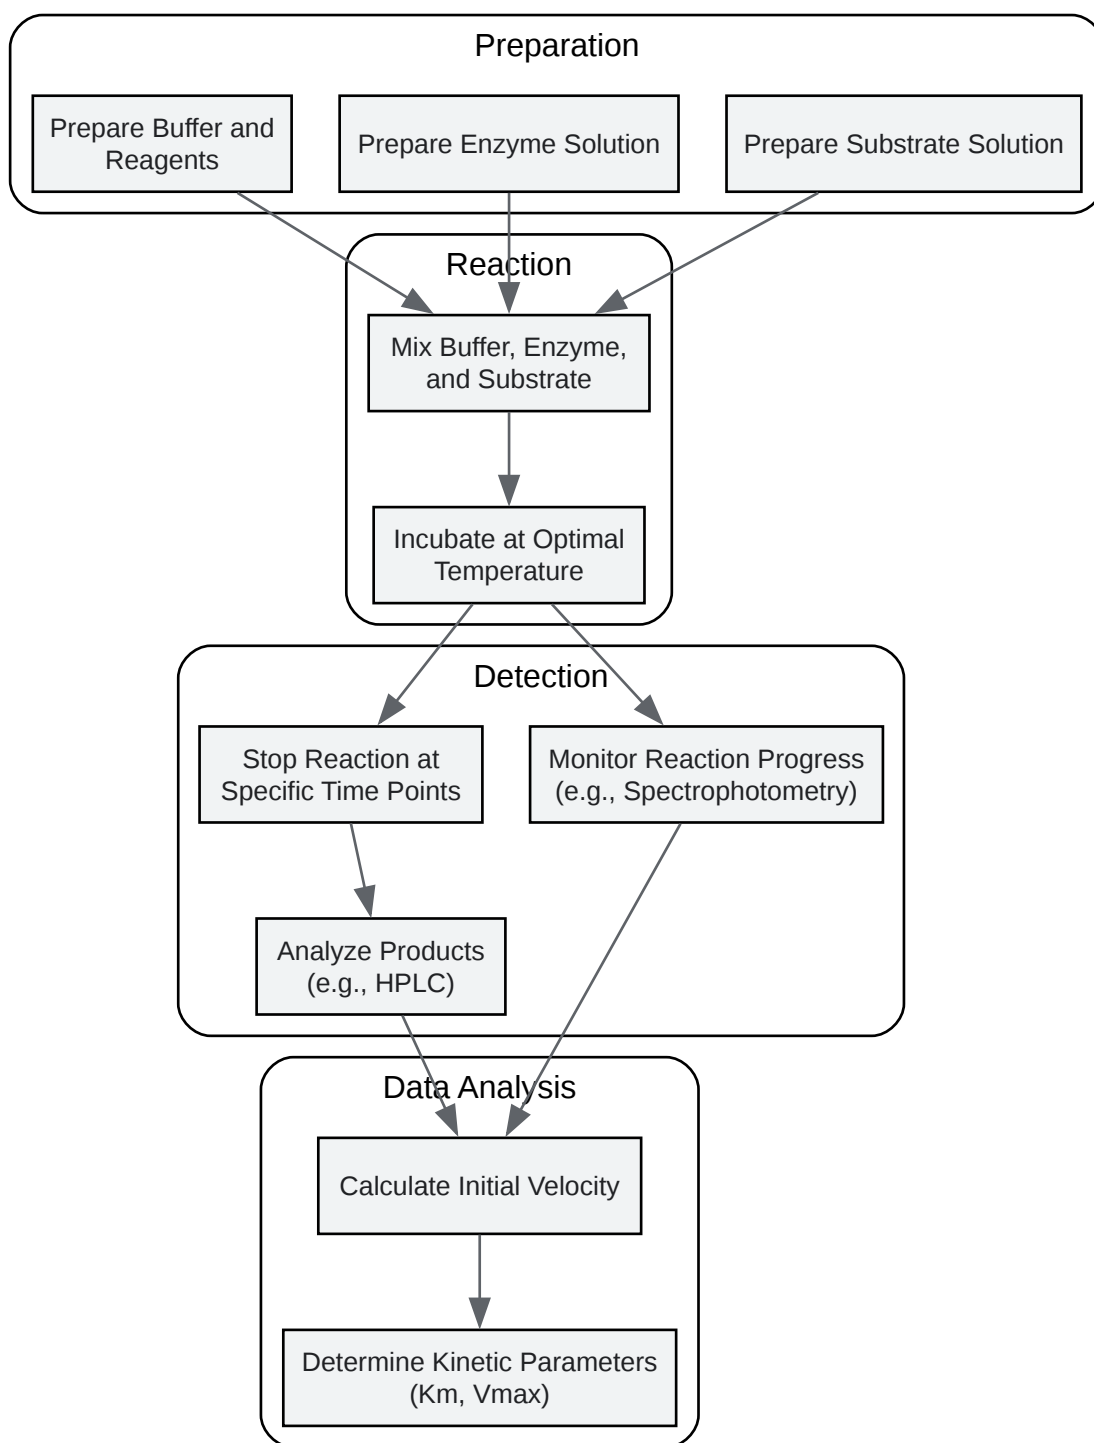 Preparation
Prepare Buffer and
Reagents
Prepare Enzyme Solution
Prepare Substrate Solution
Reaction
Mix Buffer, Enzyme,
and Substrate
Incubate at Optimal
Temperature
Detection
Stop Reaction at
Specific Time Points
Monitor Reaction Progress
(e.g., Spectrophotometry)
Analyze Products
(e.g., HPLC)
Data Analysis
Calculate Initial Velocity
Determine Kinetic Parameters
(Km, Vmax)